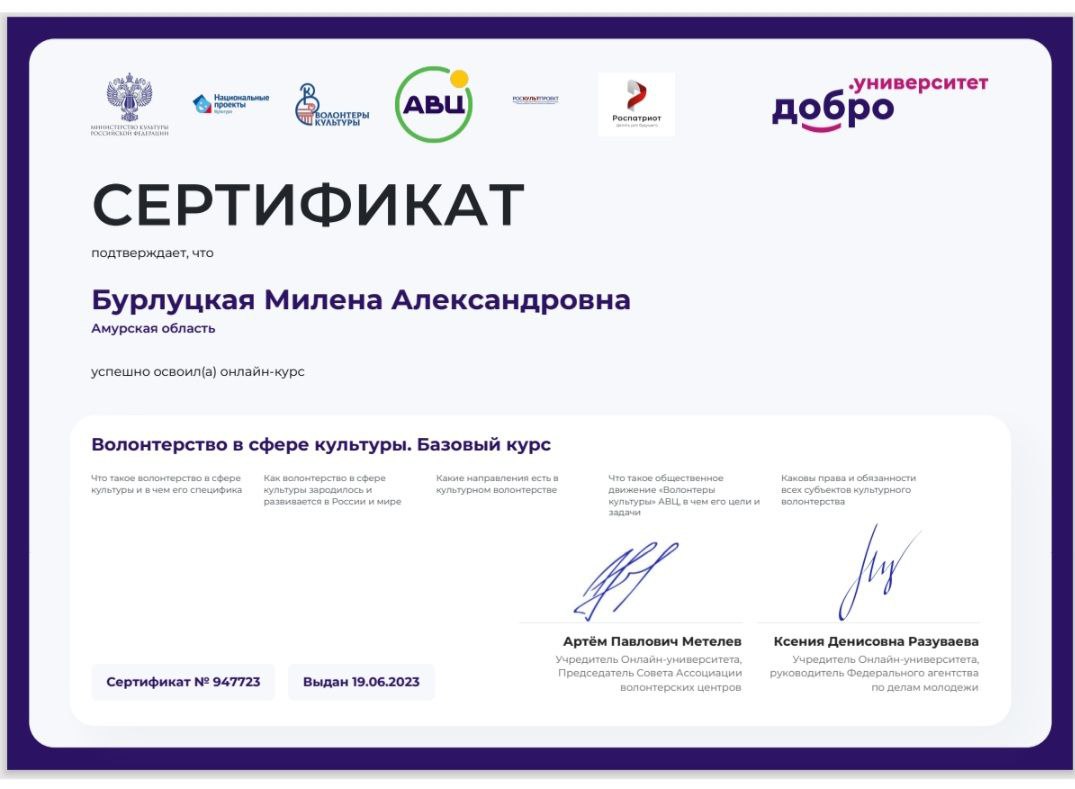 МИНИСТЕРСТВО КУЛЬТУРЫ
РОССИЙСКОЙ ФЕДЕРАЦИИ
Национальные
проекты
Культура
ВОЛОНТЕРЫ
КУЛЬТУРЫ
АВЦ
РОСКУЛЬТПРОЕКТ
Роспатриот
.университет
добро
СЕРТИФИКАТ
подтверждает, что
Бурлуцкая Милена Александровна
Амурская область
успешно освоил(а) онлайн-курс
Волонтерство в сфере культуры. Базовый курс
Что такое волонтерство в сфере
культуры и в чем его специфика
Как волонтерство в сфере
культуры зародилось и
развивается в России и мире
Какие направления есть в
культурном волонтерстве
Что такое общественное
движение «Волонтеры
культуры» АВЦ, в чем его цели и
задачи
Каковы права и обязанности
всех субъектов культурного
волонтерства
Артём Павлович Метелев
Учредитель Онлайн-университета,
Председатель Совета Ассоциации
волонтерских центров
Ксения Денисовна Разуваева
Учредитель Онлайн-университета,
руководитель Федерального агентства
по делам молодежи
Сертификат № 947723
Выдан 19.06.2023